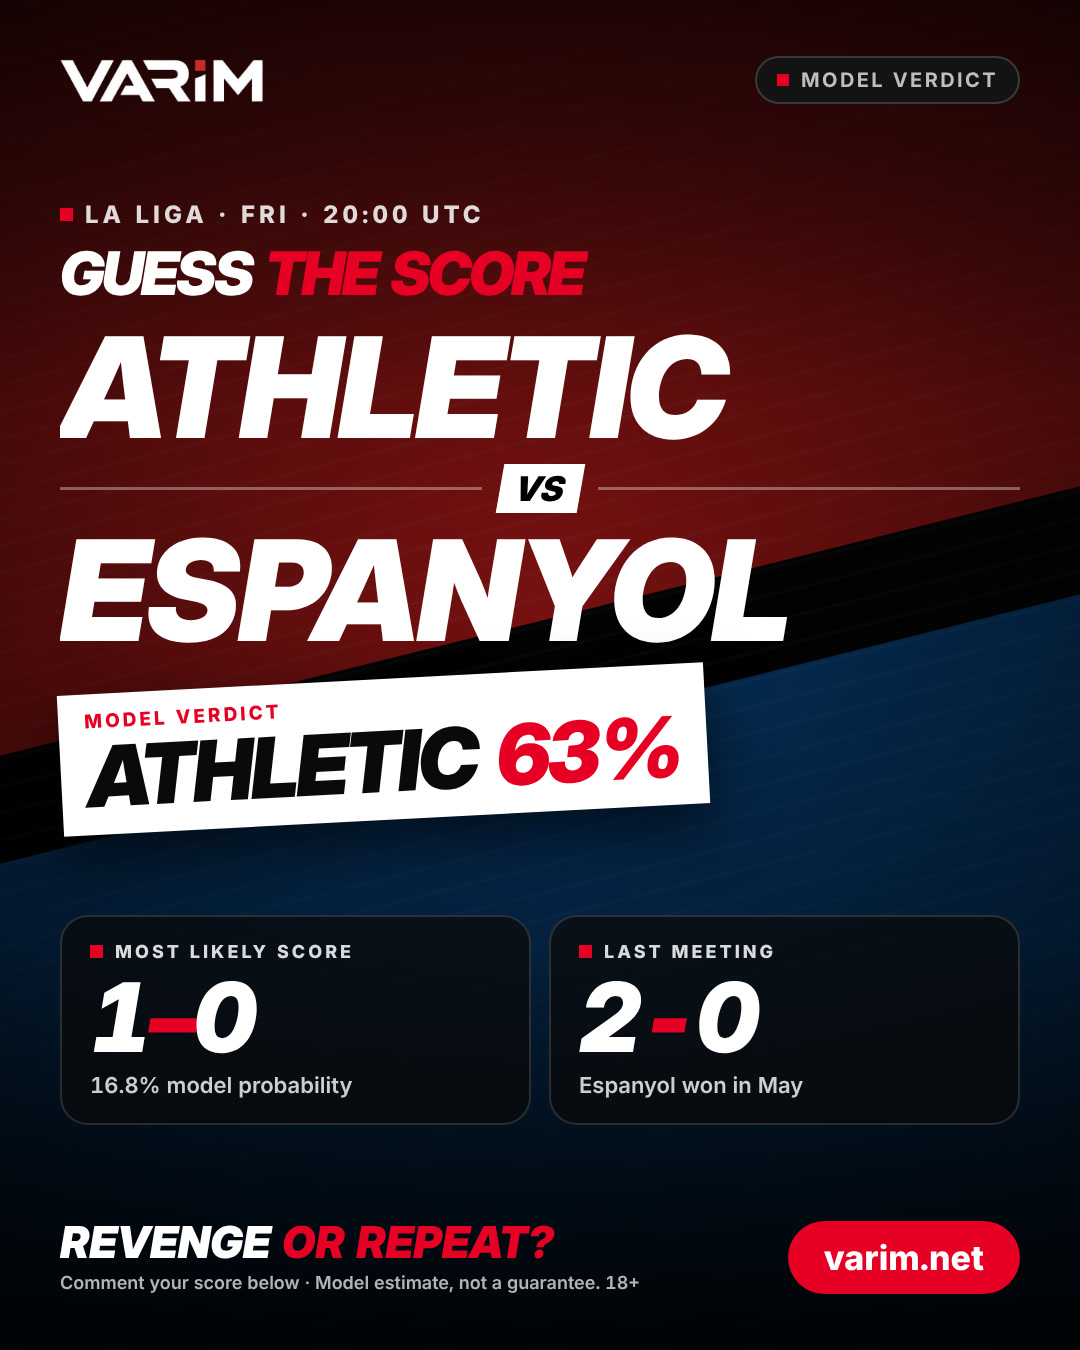 VARiM
MODEL VERDICT
LA LIGA · FRI · 20:00 UTC
GUESS THE SCORE
ATHLETIC
VS
ESPANYOL
MODEL VERDICT
ATHLETIC 63%
MOST LIKELY SCORE
1–0
16.8% model probability
LAST MEETING
2-0
Espanyol won in May
REVENGE OR REPEAT?
Comment your score below · Model estimate, not a guarantee. 18+
varim.net